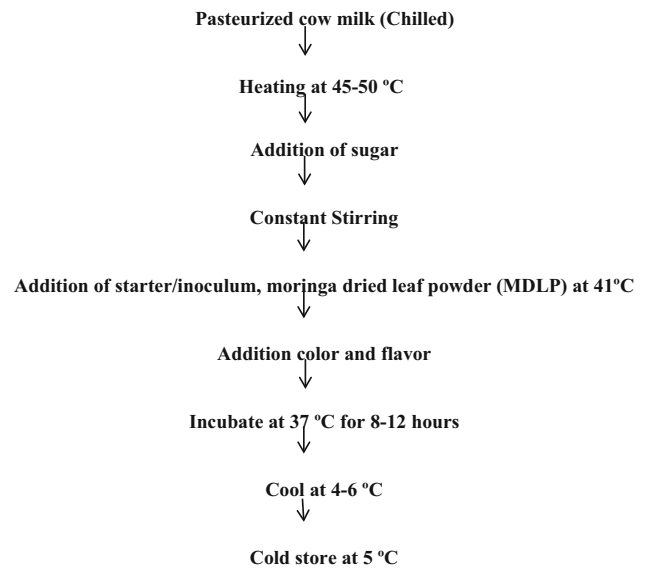 Pasteurized cow milk (Chilled)
Heating at 45-50 ºC
Addition of sugar
Constant Stirring
Addition of starter/inoculum, moringa dried leaf powder (MDLP) at 41ºC
Addition color and flavor
Incubate at 37 ºC for 8-12 hours
Cool at 4-6 ºC
Cold store at 5 ºC